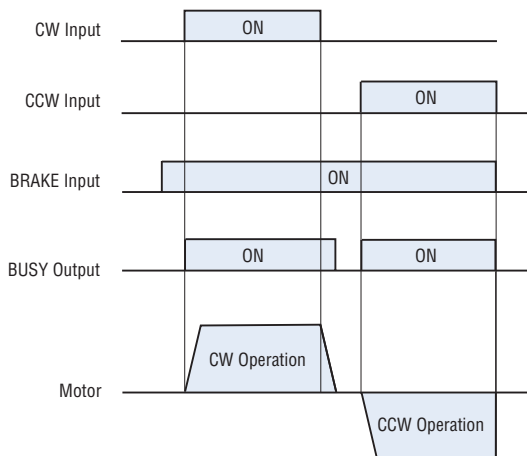 CW Input
ON
CCW Input
ON
BRAKE Input
ON
BUSY Output
ON
ON
CW Operation
Motor
CCW Operation